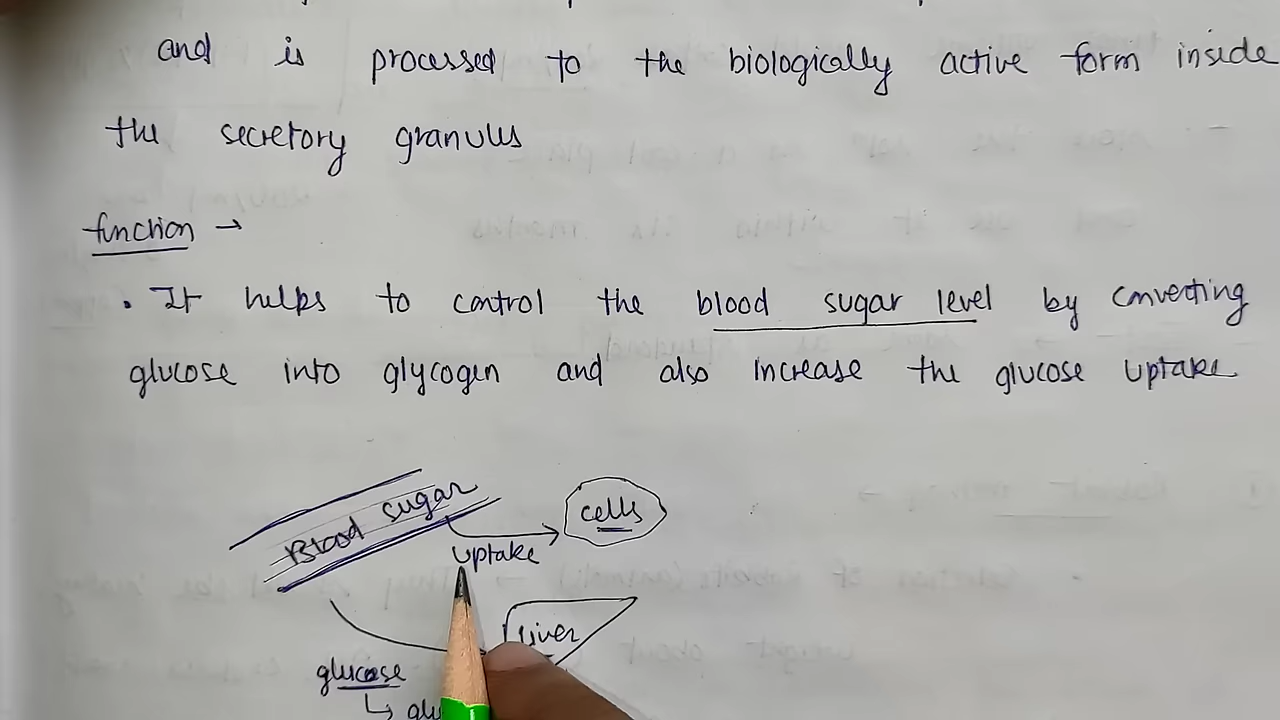 and is processed to the biologically active form inside
the secretory granules
function →
. It helps to control the blood sugar level by converting
glucose into glycogen and also increase the glucose uptake
Blood sugar
cells
uptake
liver
glucose
↳ glu